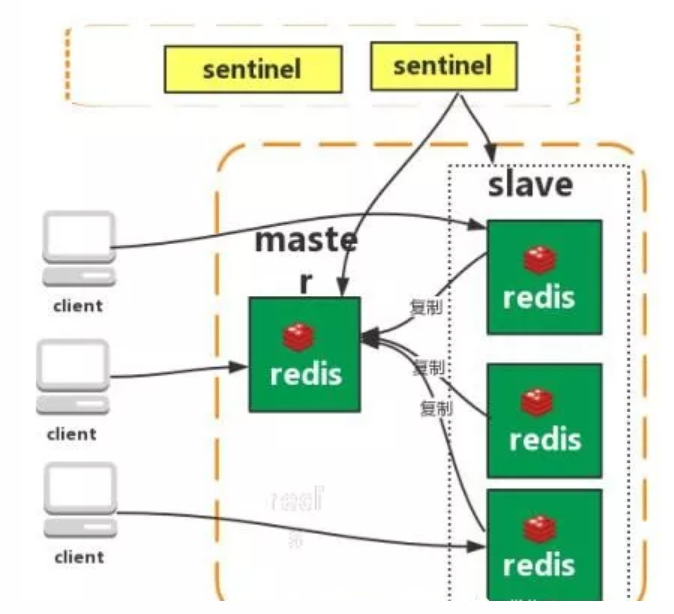 sentinel
sentinel
slave
maste
r
client
redis
复制
redis
复制
复制
client
redis
client
redis